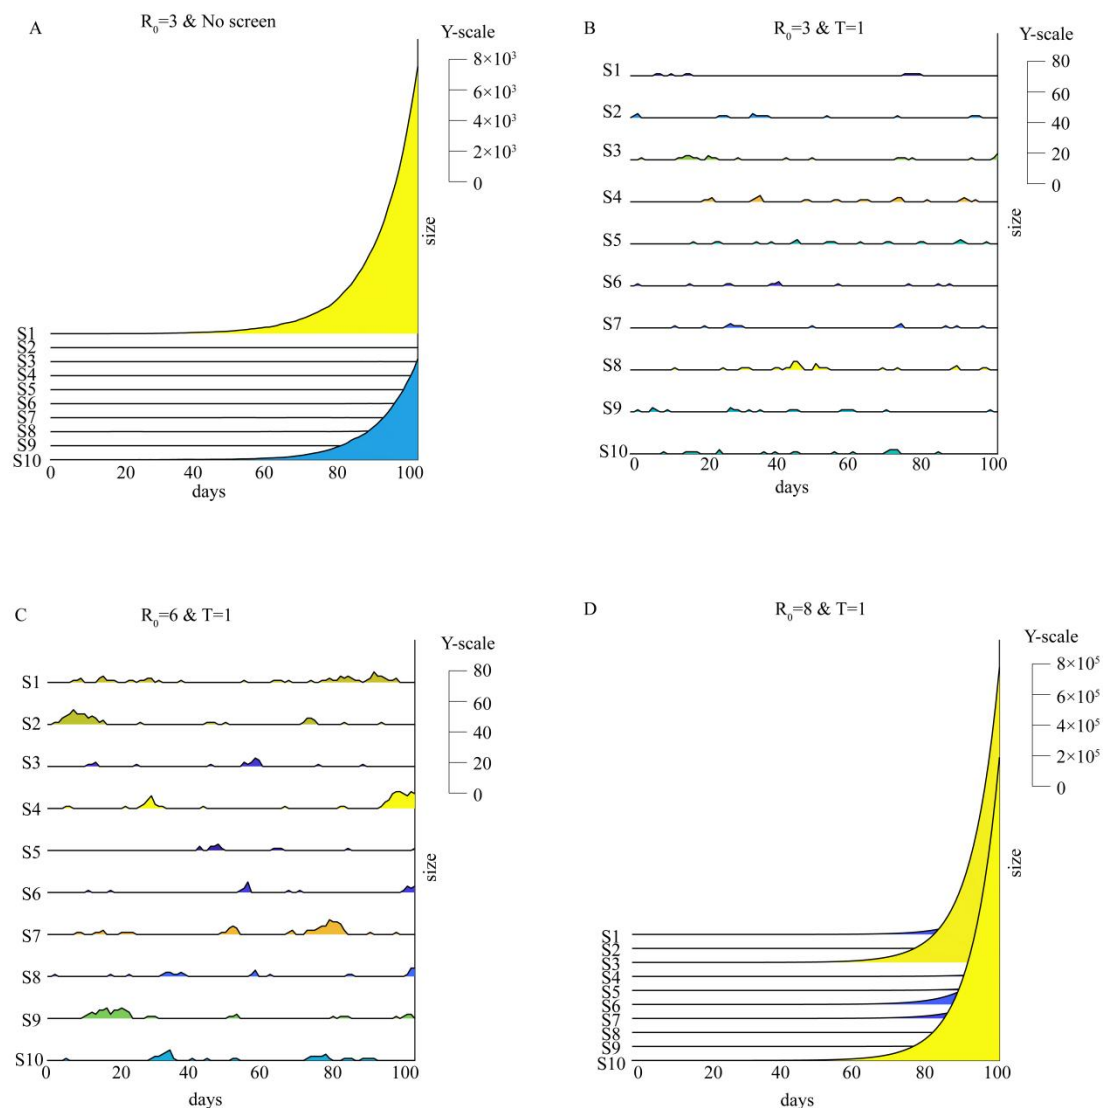 A
R₀=3 & No screen
Y-scale
8×10³
6×10³
4×10³
2×10³
0
size
S1
S2
S3
S4
S5
S6
S7
S8
S9
S10
0 20 40 60 80 100
days
B
R₀=3 & T=1
Y-scale
80
60
40
20
0
size
S1
S2
S3
S4
S5
S6
S7
S8
S9
S10
0 20 40 60 80 100
days
C
R₀=6 & T=1
Y-scale
80
60
40
20
0
size
S1
S2
S3
S4
S5
S6
S7
S8
S9
S10
0 20 40 60 80 100
days
D
R₀=8 & T=1
Y-scale
8×10⁵
6×10⁵
4×10⁵
2×10⁵
0
size
S1
S2
S3
S4
S5
S6
S7
S8
S9
S10
0 20 40 60 80 100
days